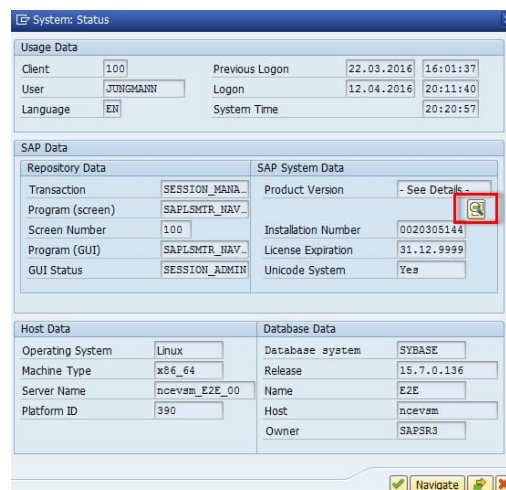 System: Status
Usage Data
Client 100 Previous Logon 22.03.2016 16:01:37
User JUNGMANN Logon 12.04.2016 20:11:40
Language EN System Time 20:20:57
SAP Data
Repository Data SAP System Data
Transaction SESSION_MANA.. Product Version - See Details -
Program (screen) SAPLSMTR_NAV..
Screen Number 100 Installation Number 0020305144
Program (GUI) SAPLSMTR_NAV.. License Expiration 31.12.9999
GUI Status SESSION_ADMIN Unicode System Yes
Host Data Database Data
Operating System Linux Database system SYBASE
Machine Type x86_64 Release 15.7.0.136
Server Name ncevsm_E2E_00 Name E2E
Platform ID 390 Host ncevsm
Owner SAPSR3
Navigate